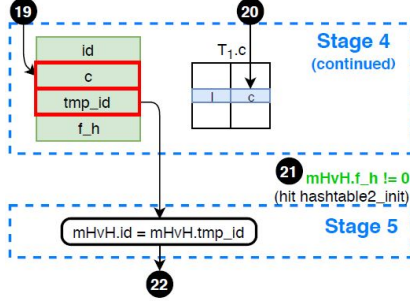 19
20
id
c
tmp_id
f_h
T1.c
l c
Stage 4
(continued)
21 mHvH.f_h != 0
(hit hashtable2_init)
Stage 5
mHvH.id = mHvH.tmp_id
22